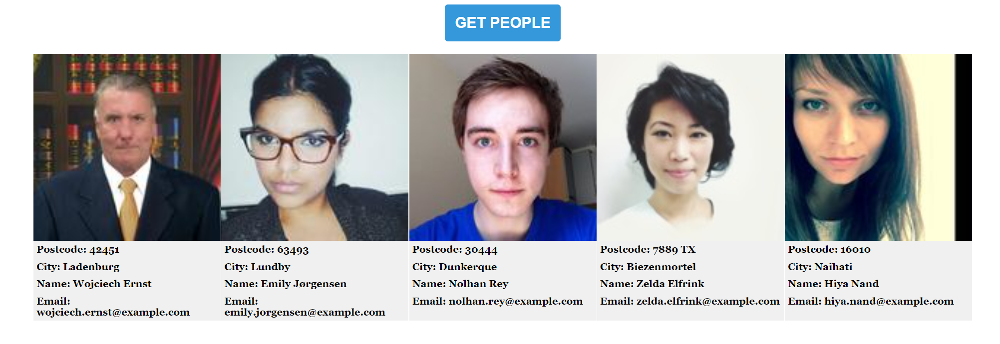 GET PEOPLE
Postcode: 42451
City: Ladenburg
Name: Wojciech Ernst
Email:
wojciech.ernst@example.com
Postcode: 63493
City: Lundby
Name: Emily Jørgensen
Email:
emily.jorgensen@example.com
Postcode: 30444
City: Dunkerque
Name: Nolhan Rey
Email: nolhan.rey@example.com
Postcode: 7889 TX
City: Biezenmortel
Name: Zelda Elfrink
Email: zelda.elfrink@example.com
Postcode: 16010
City: Naihati
Name: Hiya Nand
Email: hiya.nand@example.com